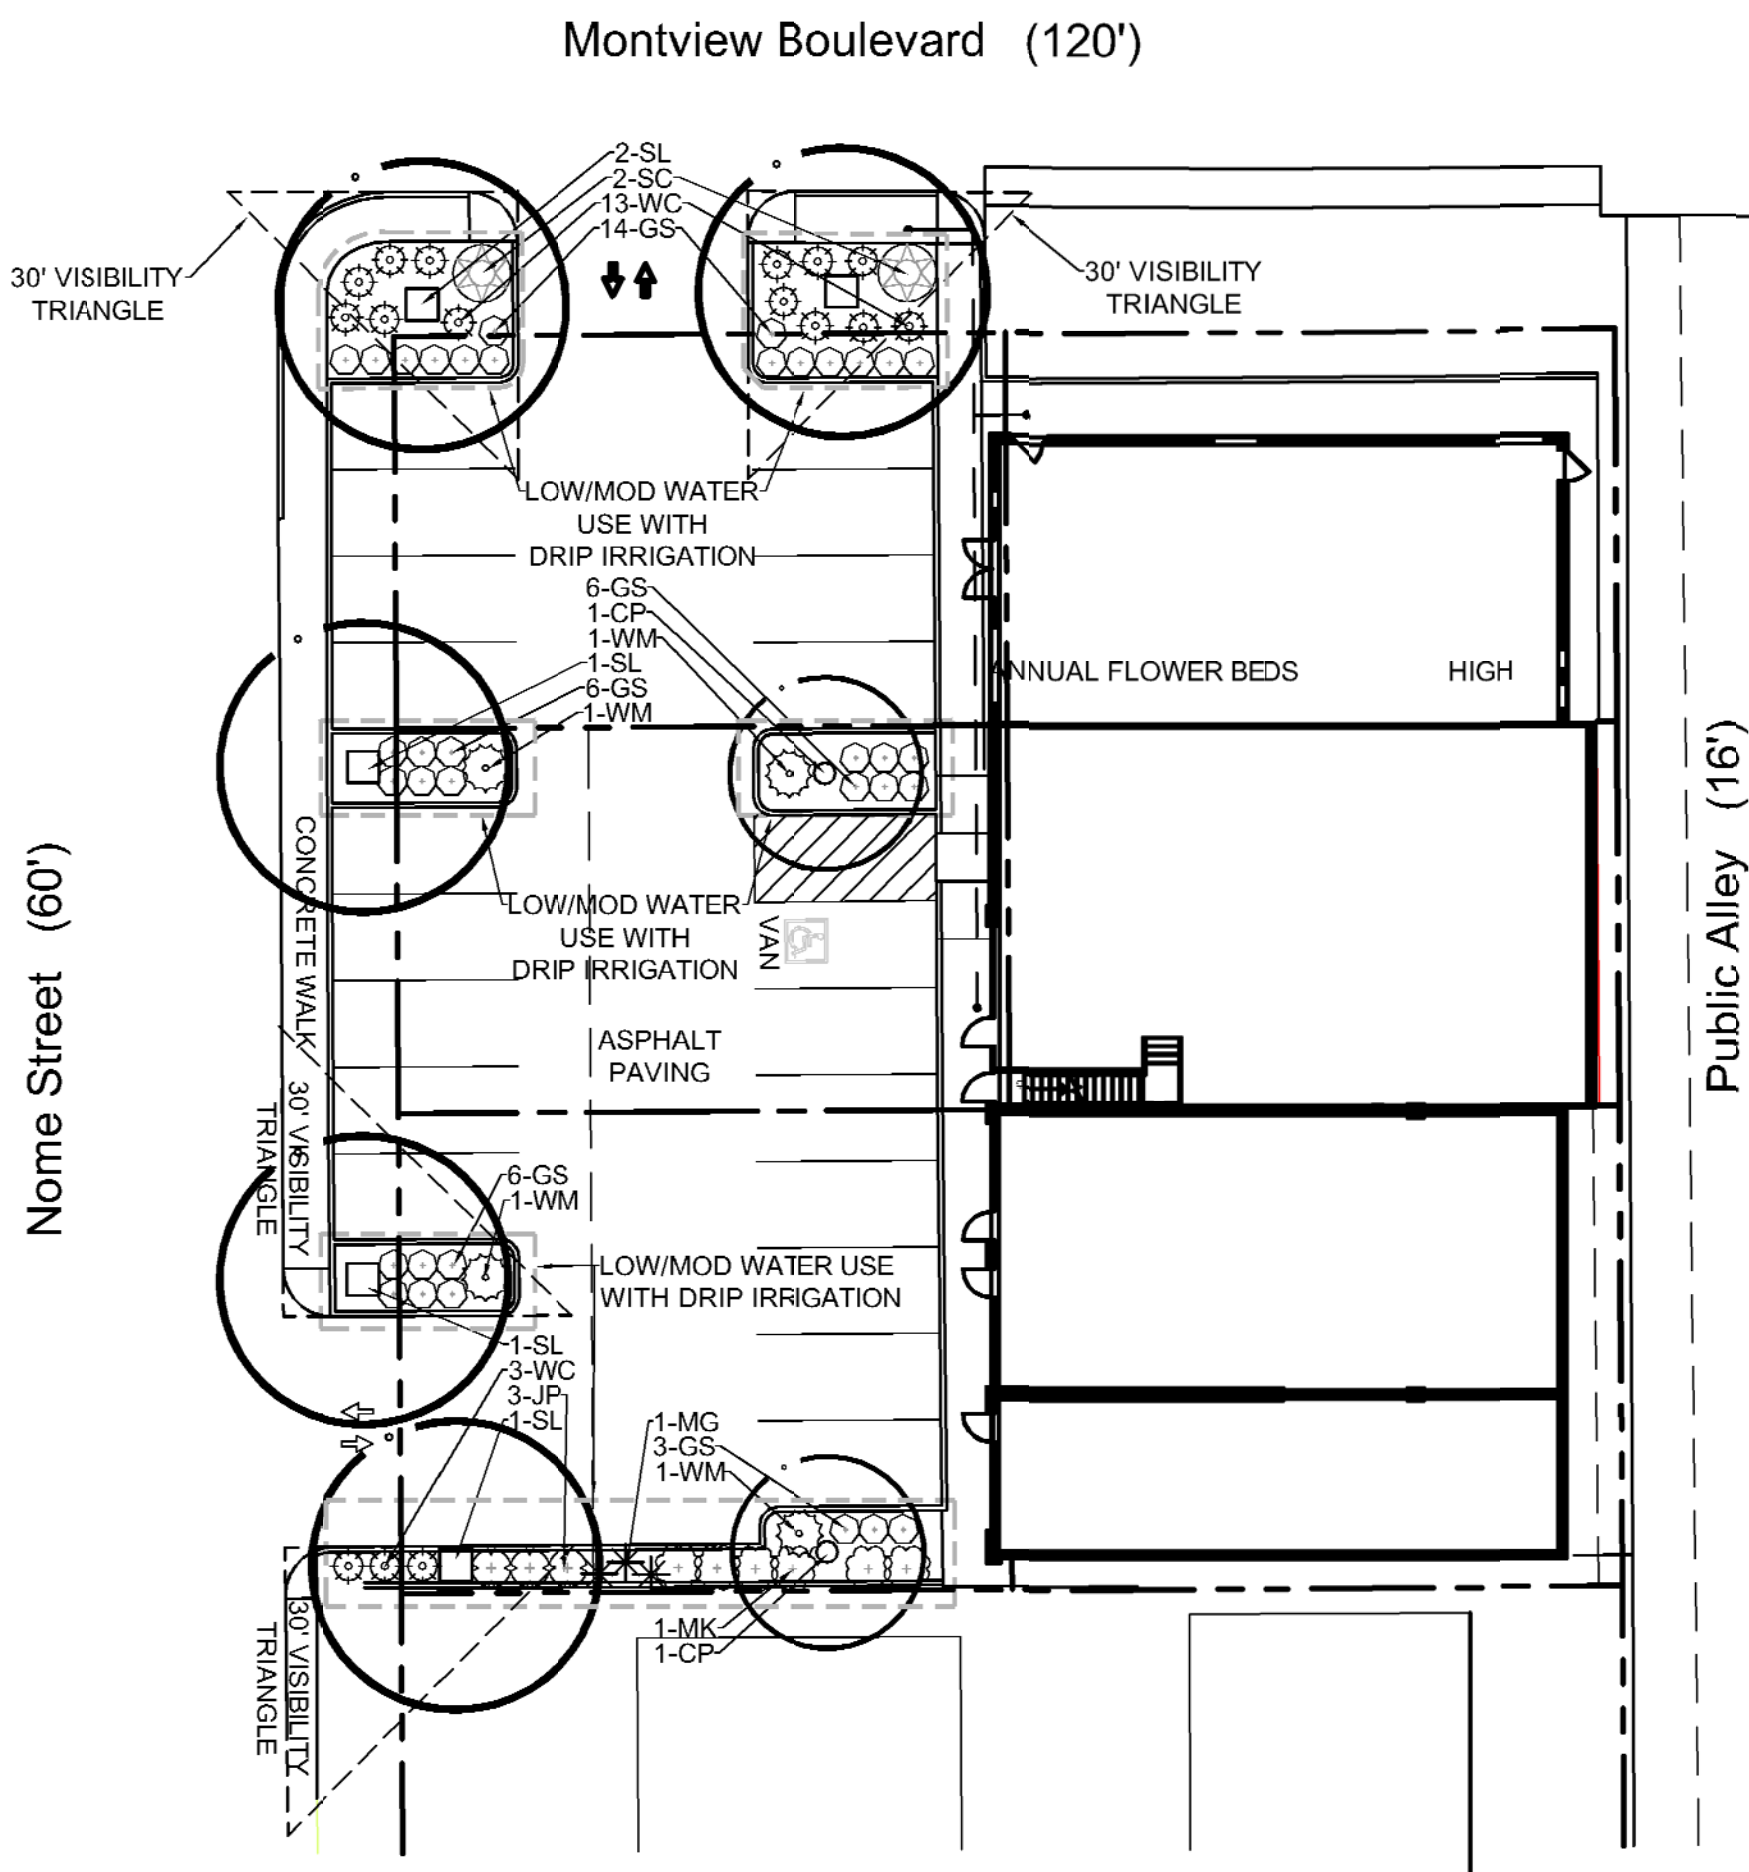 Montview Boulevard (120')
2-SL
2-SC
13-WC
14-GS
30' VISIBILITY
TRIANGLE
30' VISIBILITY
TRIANGLE
LOW/MOD WATER
USE WITH
DRIP IRRIGATION
6-GS
1-CP
1-WM
1-SL
6-GS
1-WM
ANNUAL FLOWER BEDS HIGH
CONCRETE WALK
LOW/MOD WATER
USE WITH
DRIP IRRIGATION
VAN
Nome Street (60')
Public Alley (16')
ASPHALT
PAVING
30' VISIBILITY
TRIANGLE
6-GS
1-WM
LOW/MOD WATER USE
WITH DRIP IRRIGATION
1-SL
3-WC
3-JP
1-SL
1-MG
3-GS
1-WM
1-MK
1-CP
30' VISIBILITY
TRIANGLE